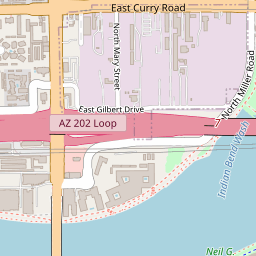 East Curry Road
North Mary Street
North Miller Road
East Gilbert Drive
AZ 202 Loop
Indian Bend Wash
Neil G.